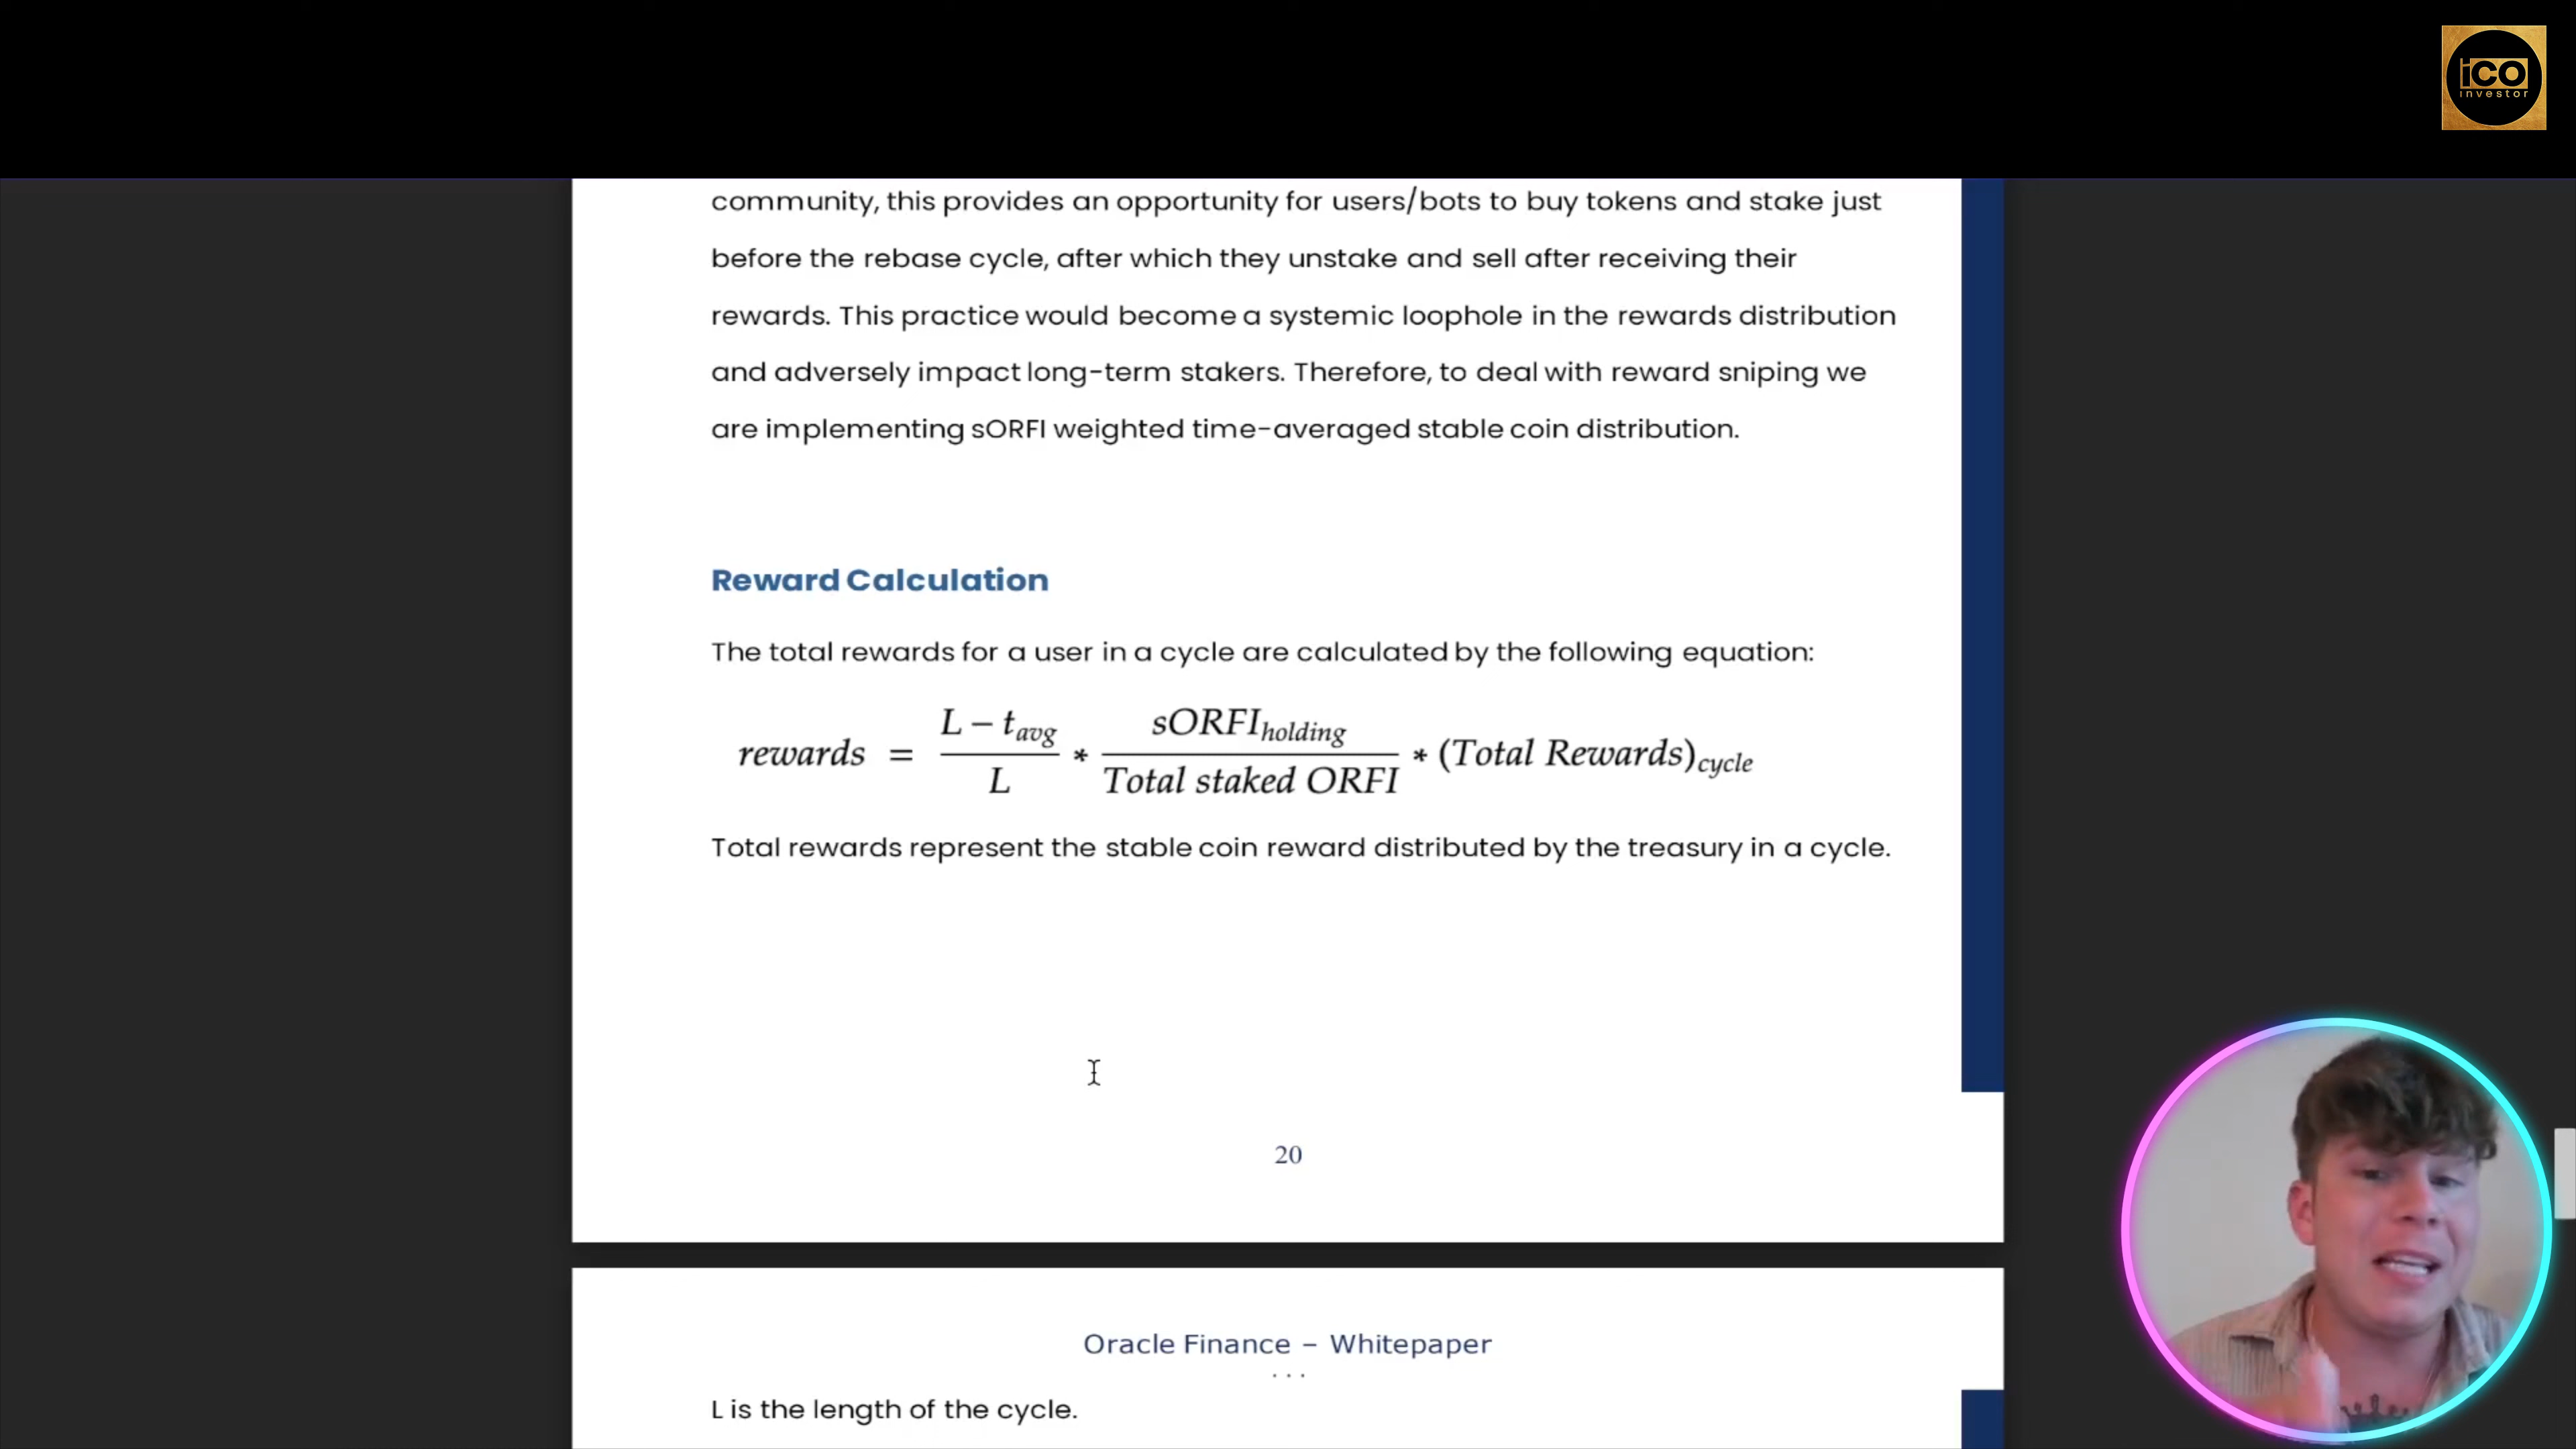 iCO
investor
community, this provides an opportunity for users/bots to buy tokens and stake just
before the rebase cycle, after which they unstake and sell after receiving their
rewards. This practice would become a systemic loophole in the rewards distribution
and adversely impact long-term stakers. Therefore, to deal with reward sniping we
are implementing sORFI weighted time-averaged stable coin distribution.
Reward Calculation
The total rewards for a user in a cycle are calculated by the following equation:
rewards = (L − t_avg)/L * sORFI_holding/Total staked ORFI * (Total Rewards)_cycle
Total rewards represent the stable coin reward distributed by the treasury in a cycle.
20
Oracle Finance – Whitepaper
...
L is the length of the cycle.